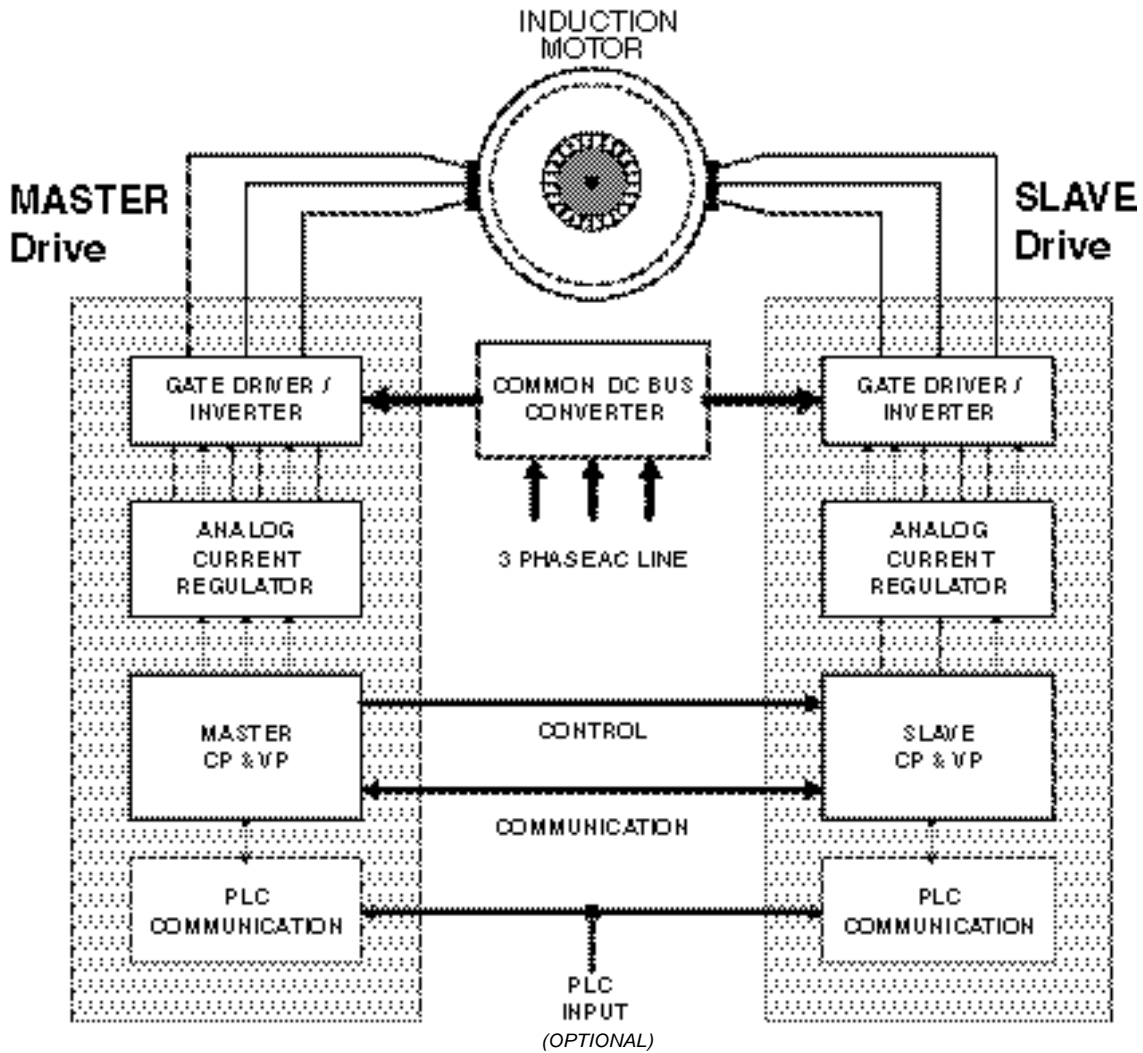 INDUCTION
MOTOR
MASTER
Drive
SLAVE
Drive
GATE DRIVER /
INVERTER
COMMON DC BUS
CONVERTER
GATE DRIVER /
INVERTER
ANALOG
CURRENT
REGULATOR
3 PHASEAC LINE
ANALOG
CURRENT
REGULATOR
MASTER
CP & VP
CONTROL
SLAVE
CP & VP
COMMUNICATION
PLC
COMMUNICATION
PLC
COMMUNICATION
PLC
INPUT
(OPTIONAL)